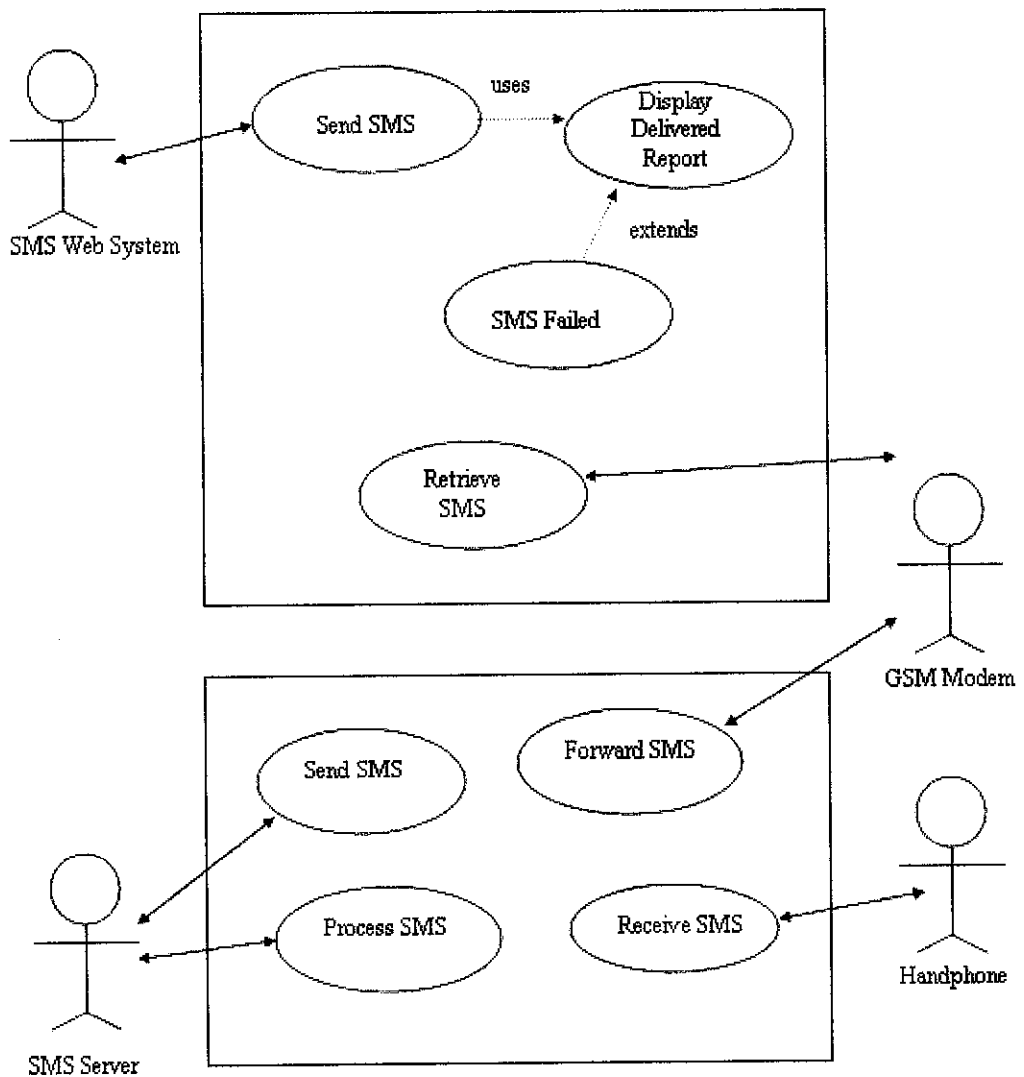 uses
Send SMS
Display
Delivered
Report
SMS Web System
extends
SMS Failed
Retrieve
SMS
GSM Modem
Send SMS
Forward SMS
Process SMS
Receive SMS
Handphone
SMS Server